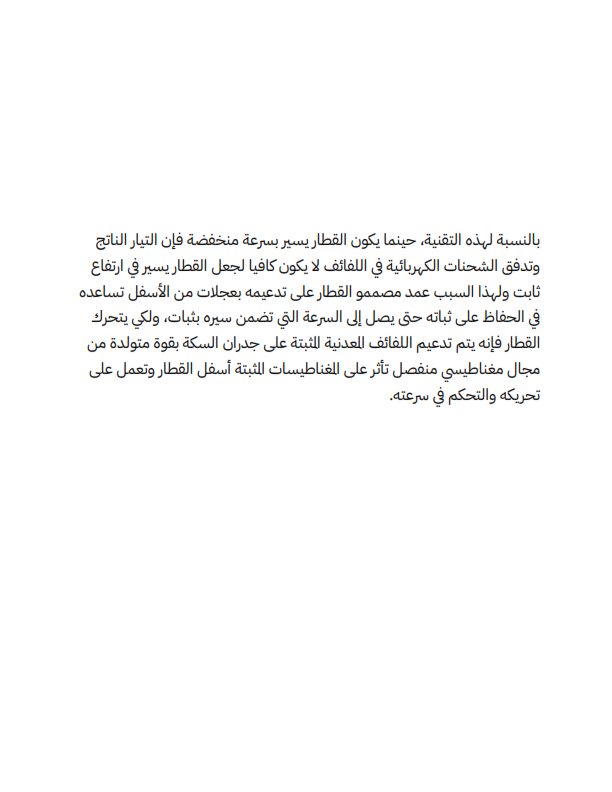 بالنسبة لهذه التقنية، حينما يكون القطار يسير بسرعة منخفضة فإن التيار الناتج
وتدفق الشحنات الكهربائية في اللفائف لا يكون كافيا لجعل القطار يسير في ارتفاع
ثابت ولهذا السبب عمد مصممو القطار على تدعيمه بعجلات من الأسفل تساعده
في الحفاظ على ثباته حتى يصل إلى السرعة التي تضمن سيره بثبات، ولكي يتحرك
القطار فإنه يتم تدعيم اللفائف المعدنية المثبتة على جدران السكة بقوة متولدة من
مجال مغناطيسي منفصل تأثر على المغناطيسات المثبتة أسفل القطار وتعمل على
تحريكه والتحكم في سرعته.